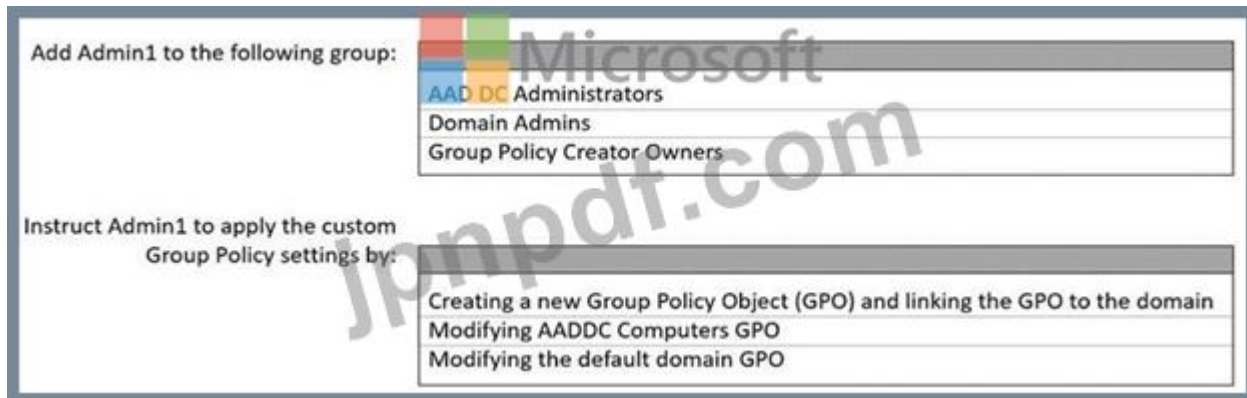 Microsoft
Add Admin1 to the following group:
AAD DC Administrators
Domain Admins
Group Policy Creator Owners
Instruct Admin1 to apply the custom
Group Policy settings by:
Creating a new Group Policy Object (GPO) and linking the GPO to the domain
Modifying AADDC Computers GPO
Modifying the default domain GPO
jpnpdf.com